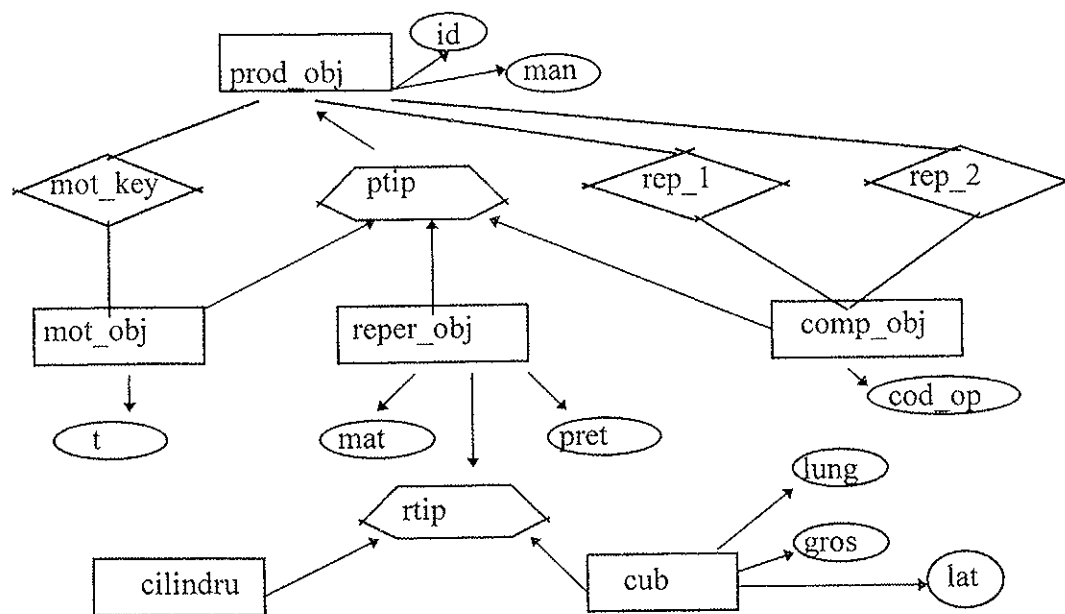 id
prod_obj
man
mot_key
ptip
rep_1
rep_2
mot_obj
reper_obj
comp_obj
cod_op
t
mat
pret
lung
rtip
gros
cilindru
cub
lat